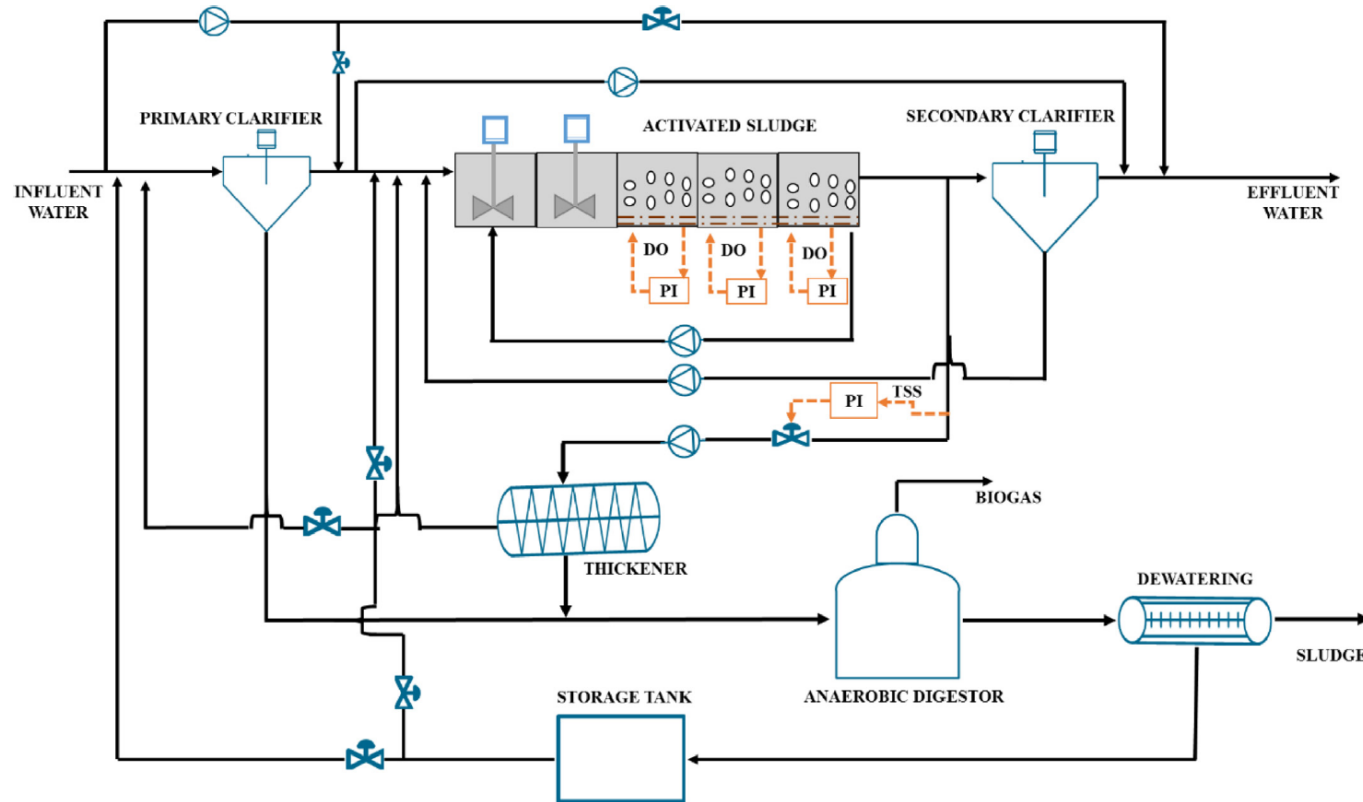 PRIMARY CLARIFIER
ACTIVATED SLUDGE
SECONDARY CLARIFIER
INFLUENT
WATER
EFFLUENT
WATER
DO
DO
DO
PI
PI
PI
PI
TSS
BIOGAS
THICKENER
DEWATERING
SLUDGE
ANAEROBIC DIGESTOR
STORAGE TANK